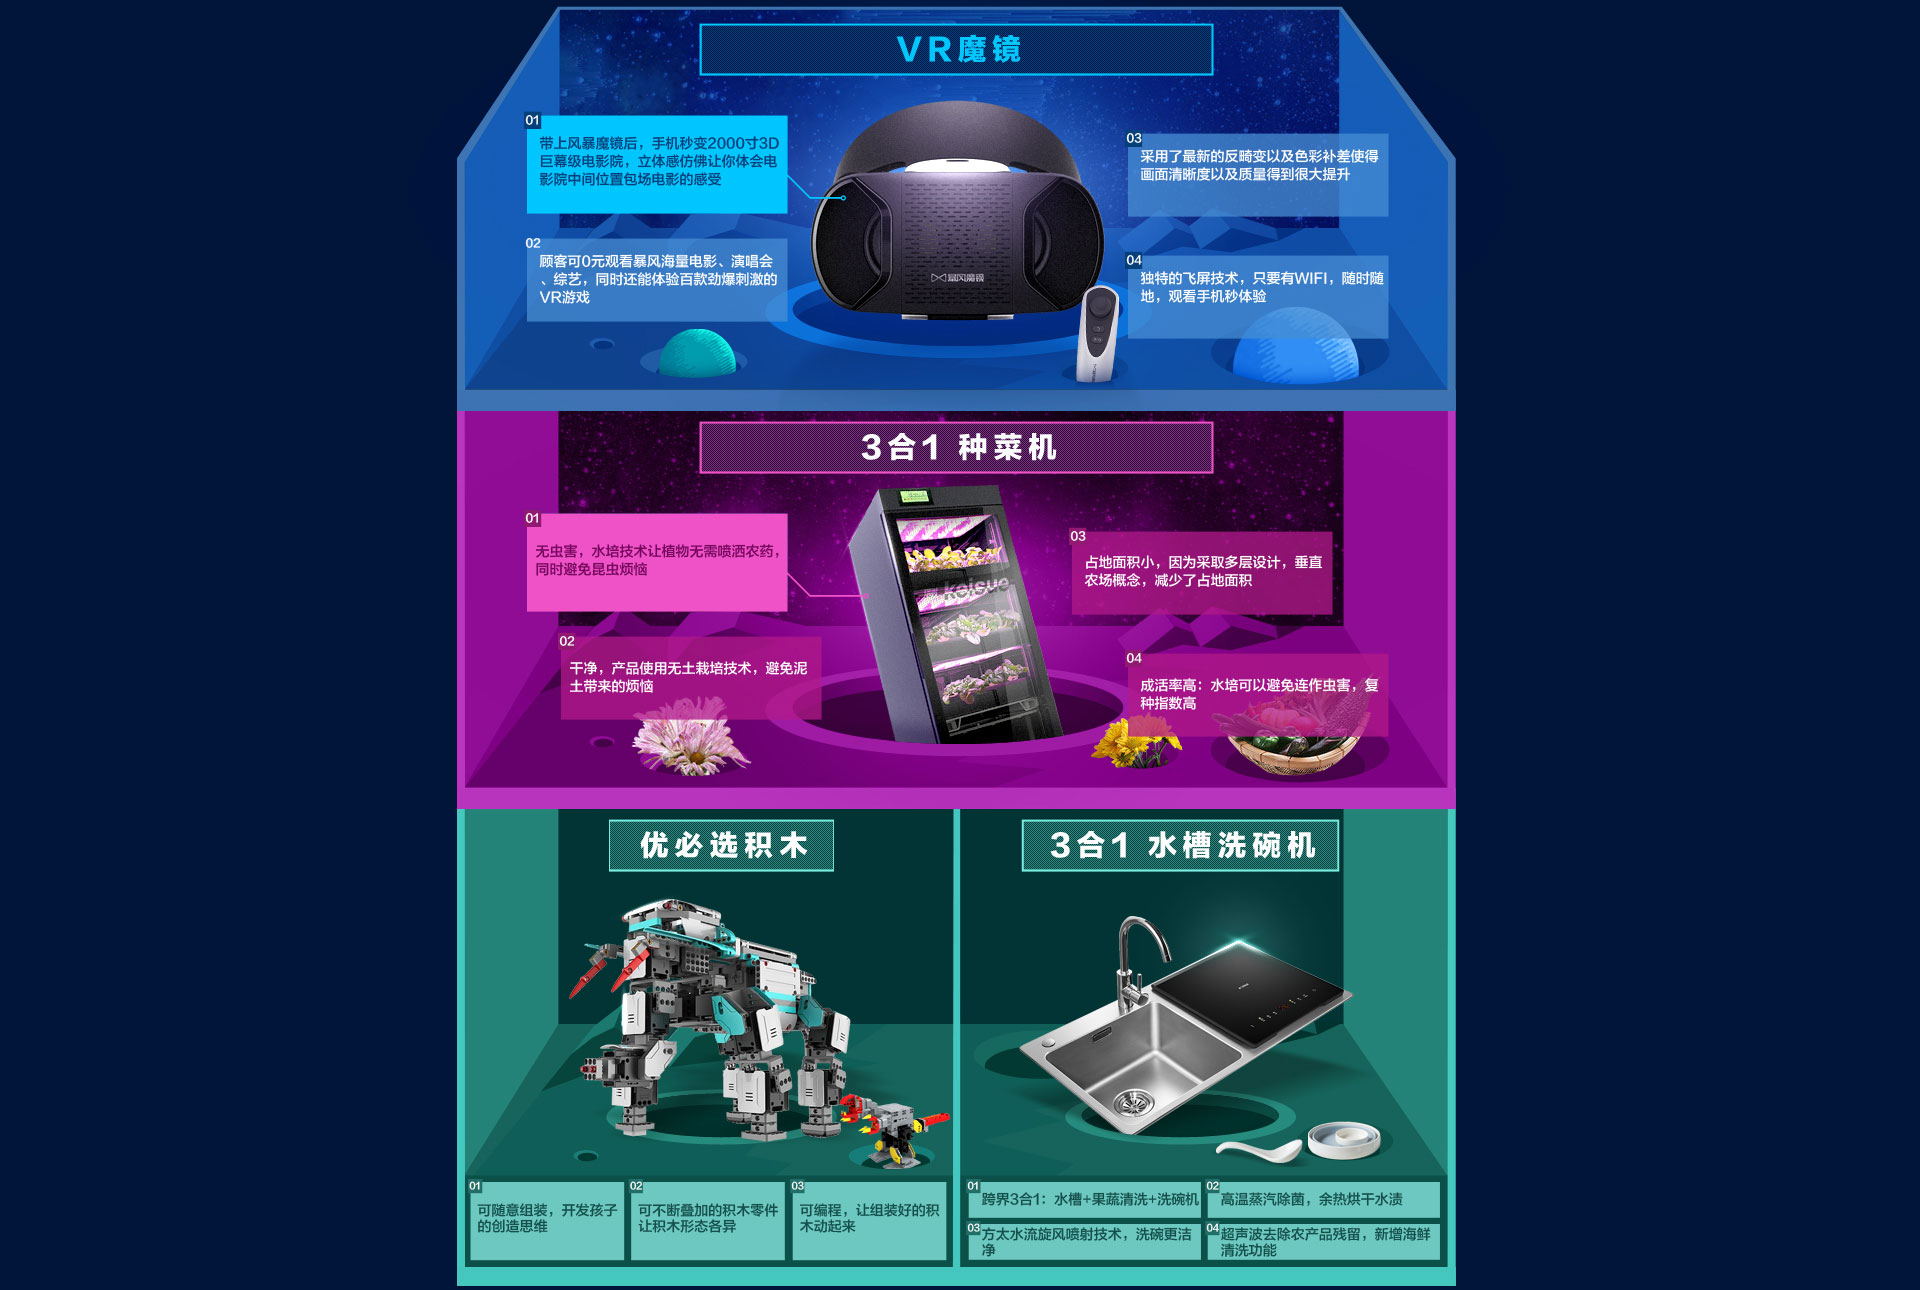 VR魔镜
01
带上风暴魔镜后，手机秒变2000寸3D
巨幕级电影院，立体感仿佛让你体会电
影院中间位置包场电影的感受
02
顾客可0元观看暴风海量电影、演唱会
、综艺，同时还能体验百款劲爆刺激的
VR游戏
03
采用了最新的反畸变以及色彩补差使得
画面清晰度以及质量得到很大提升
04
独特的飞屏技术，只要有WIFI，随时随
地，观看手机秒体验
暴风魔镜
3合1 种菜机
01
无虫害，水培技术让植物无需喷洒农药，
同时避免昆虫烦恼
02
干净，产品使用无土栽培技术，避免泥
土带来的烦恼
03
占地面积小，因为采取多层设计，垂直
农场概念，减少了占地面积
04
成活率高：水培可以避免连作虫害，复
种指数高
keisue
优必选积木
01
可随意组装，开发孩子
的创造思维
02
可不断叠加的积木零件
让积木形态各异
03
可编程，让组装好的积
木动起来
3合1 水槽洗碗机
01
跨界3合1：水槽+果蔬清洗+洗碗机
02
高温蒸汽除菌，余热烘干水渍
03
方太水流旋风喷射技术，洗碗更洁
净
04
超声波去除农产品残留，新增海鲜
清洗功能